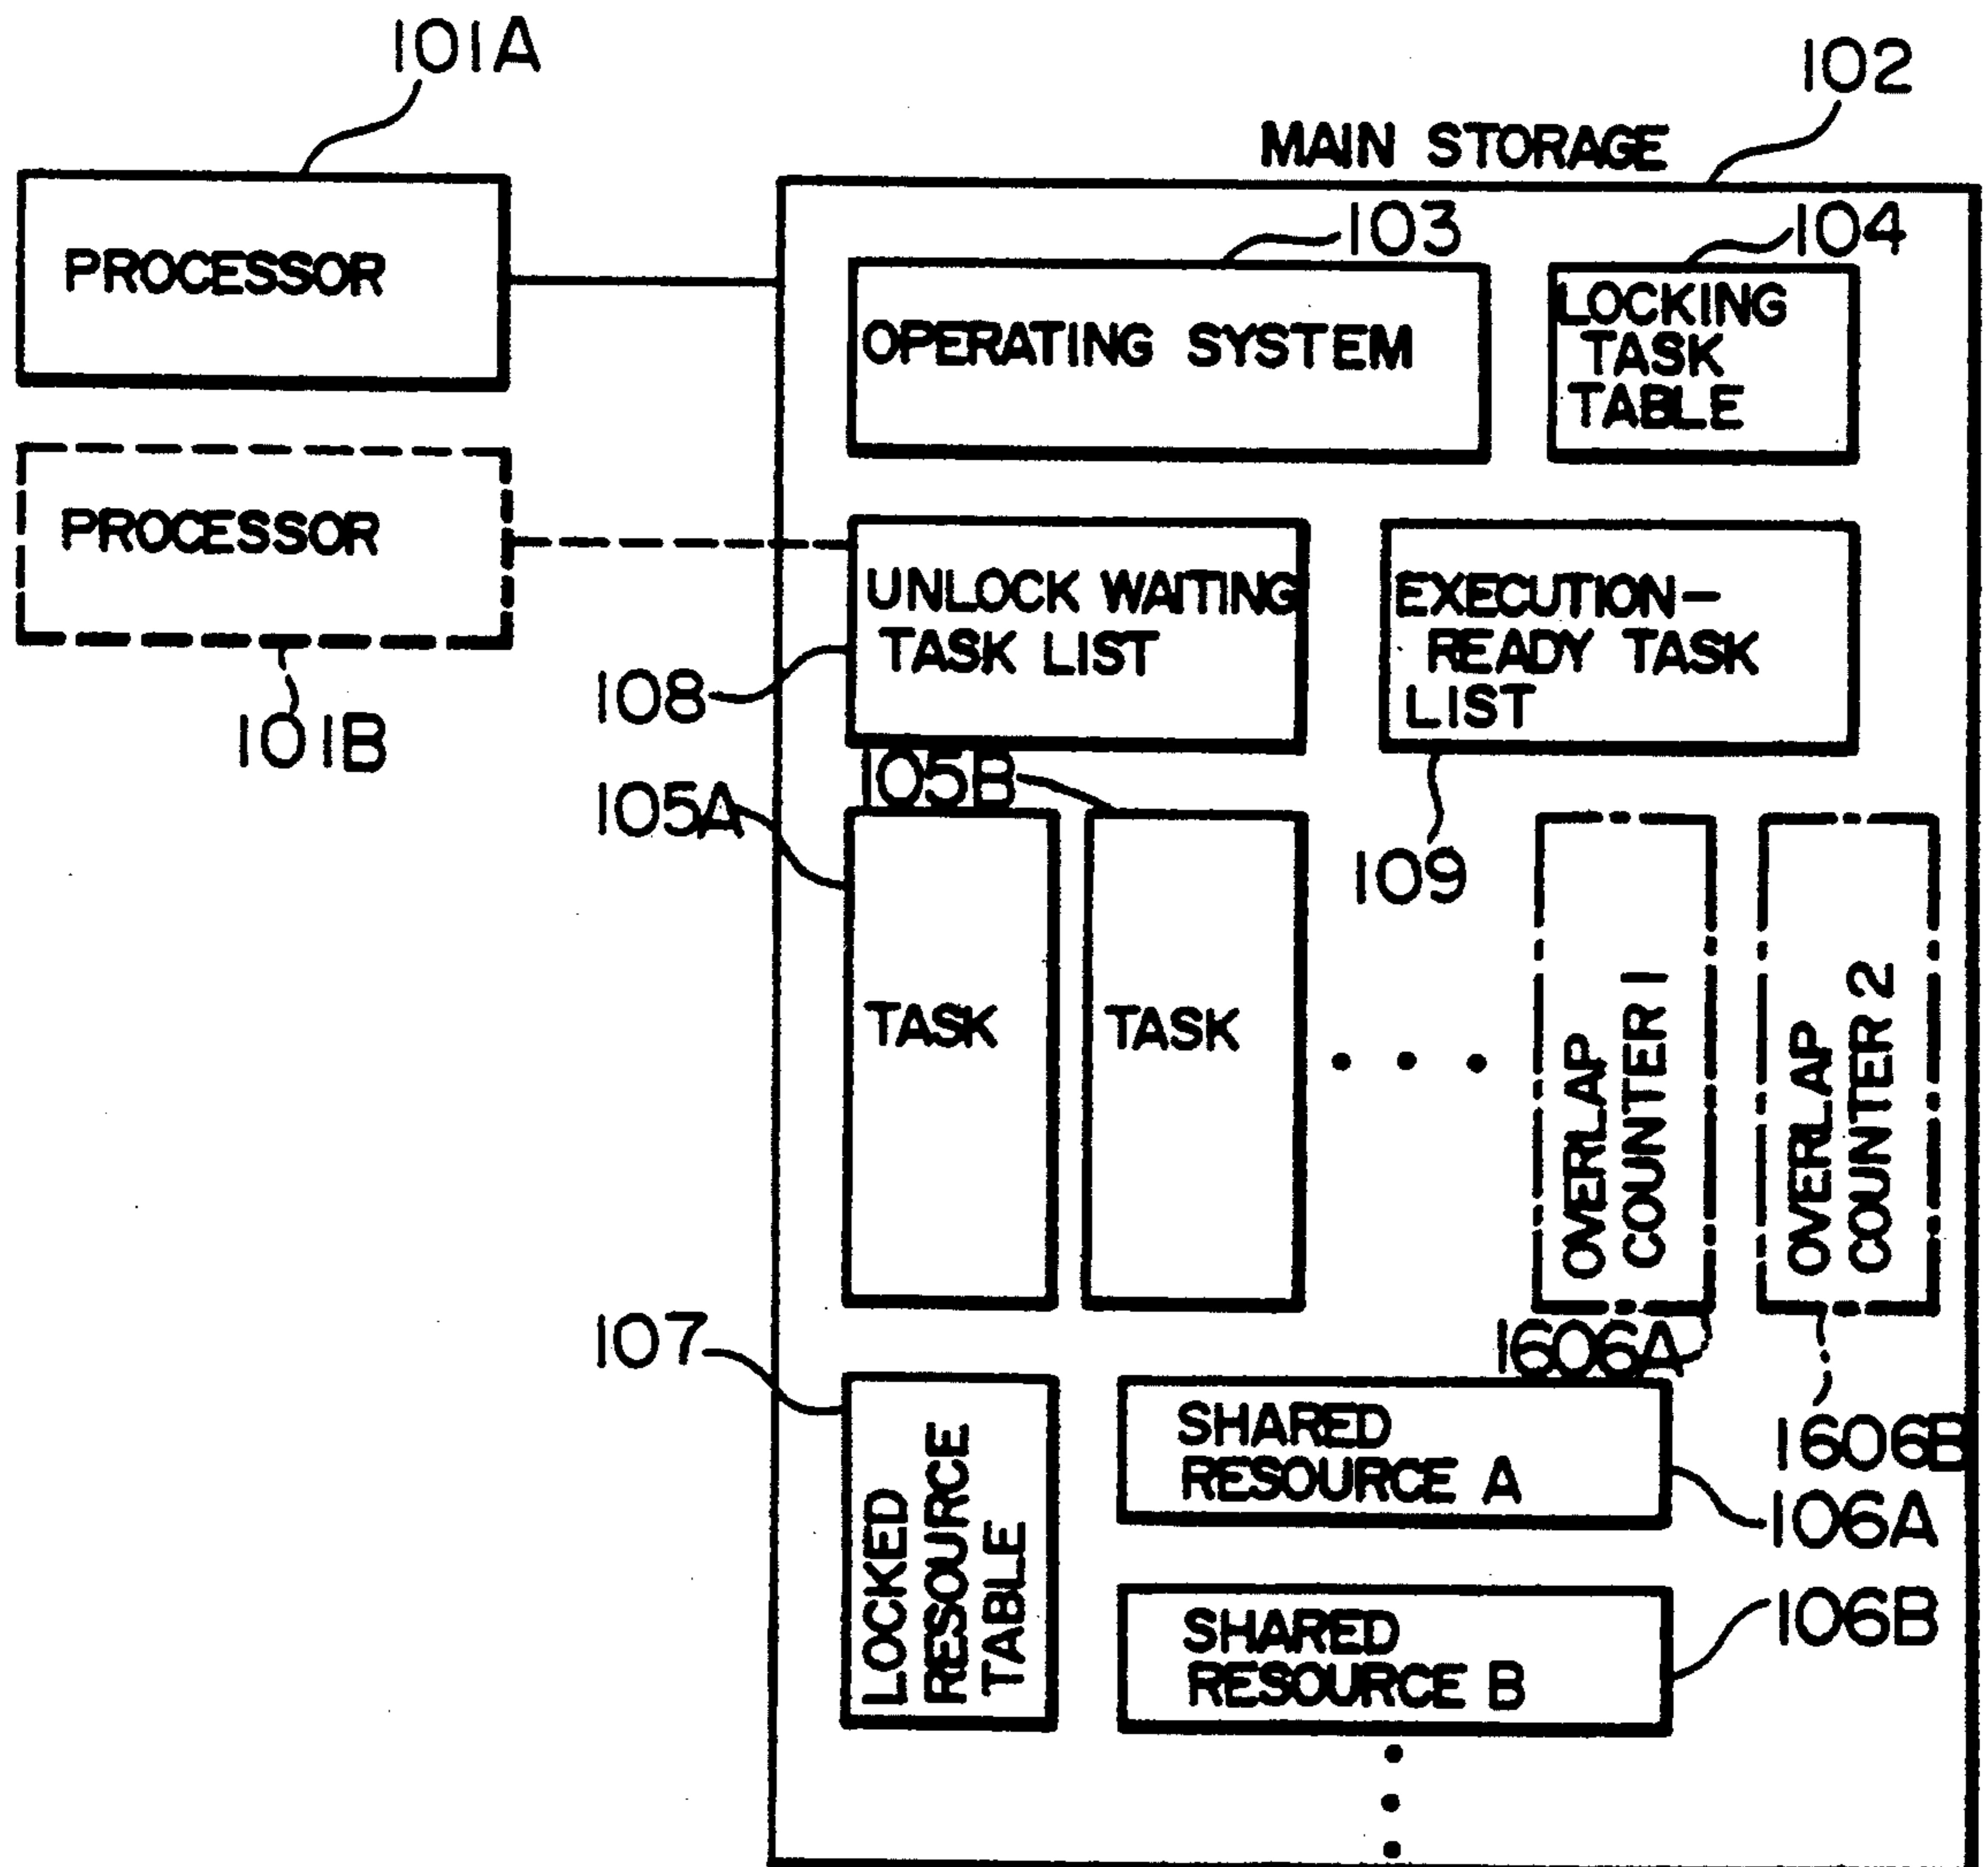 101A
102
MAIN STORAGE
103
104
PROCESSOR
OPERATING SYSTEM
LOCKING
TASK
TABLE
PROCESSOR
UNLOCK WAITING
TASK LIST
EXECUTION-
READY TASK
LIST
108
101B
105B
105A
109
TASK
TASK
• • •
OVERLAP
COUNTER 1
OVERLAP
COUNTER 2
107
1606A
1606B
LOCKED
RESOURCE
TABLE
SHARED
RESOURCE A
106A
SHARED
RESOURCE B
106B